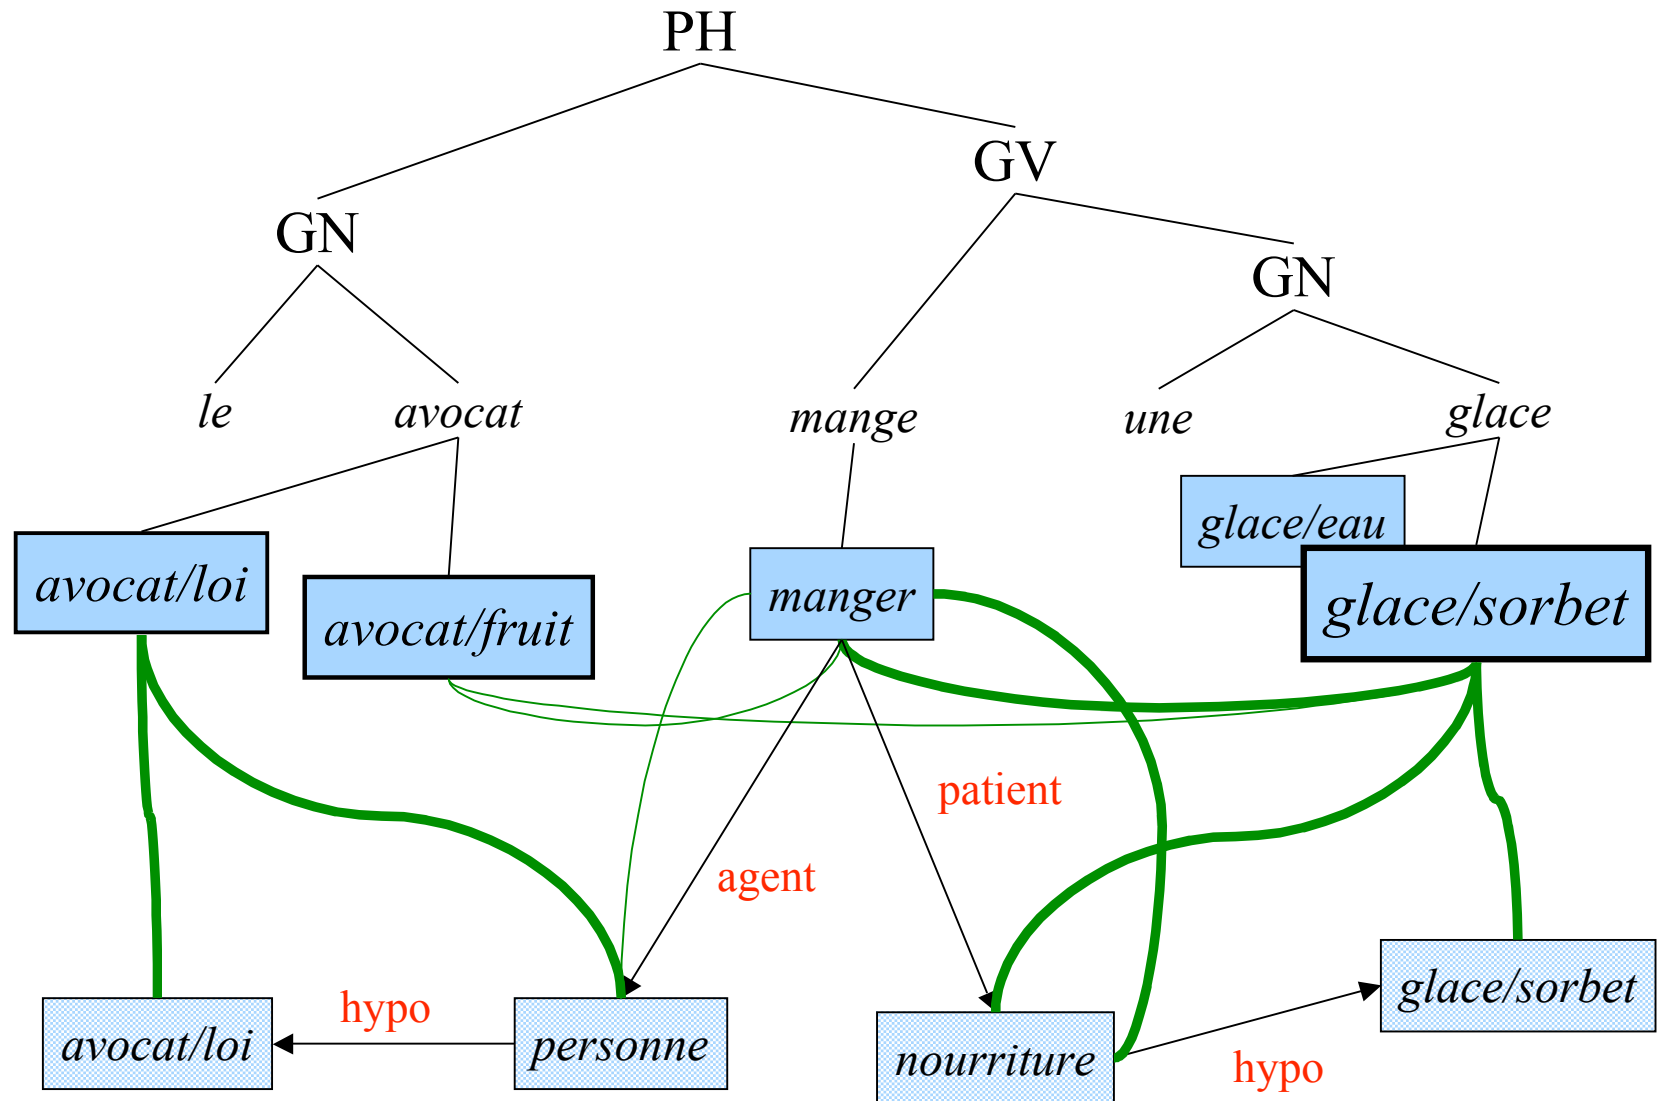 PH
GV
GN
GN
le
avocat
mange
une
glace
glace/eau
avocat/loi
avocat/fruit
manger
glace/sorbet
patient
agent
hypo
avocat/loi
personne
nourriture
glace/sorbet
hypo